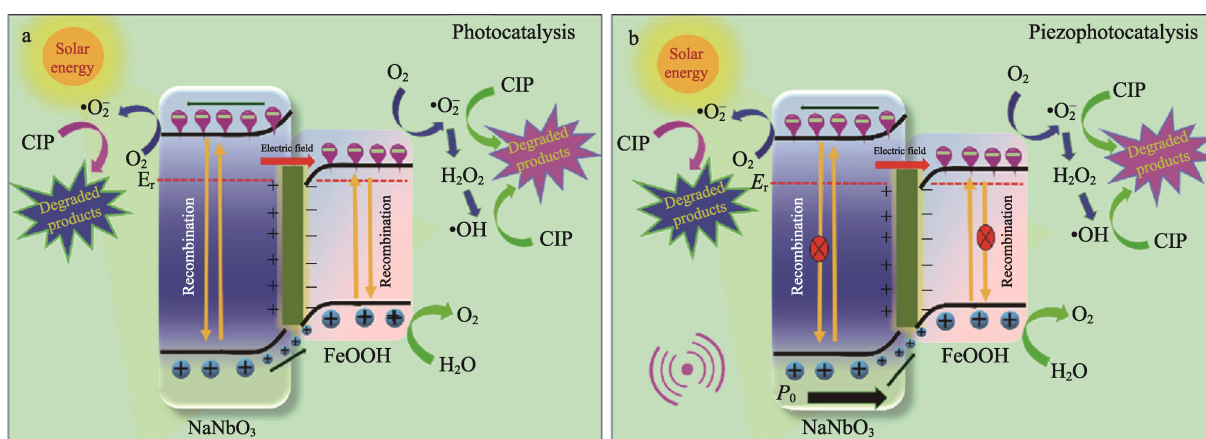 a
Photocatalysis
Solar
energy
•O₂⁻
CIP
O₂
Eᵣ
Degraded
products
Recombination
Electric field
+
+
+
+
+
+
−
−
−
−
−
−
Recombination
O₂
•O₂⁻
CIP
Degraded
products
H₂O₂
•OH
CIP
O₂
H₂O
FeOOH
NaNbO₃
b
Piezophotocatalysis
Solar
energy
•O₂⁻
CIP
O₂
Eᵣ
Degraded
products
Recombination
Electric field
+
+
+
+
+
+
−
−
−
−
−
−
Recombination
O₂
•O₂⁻
CIP
Degraded
products
H₂O₂
•OH
CIP
O₂
H₂O
FeOOH
P₀
NaNbO₃